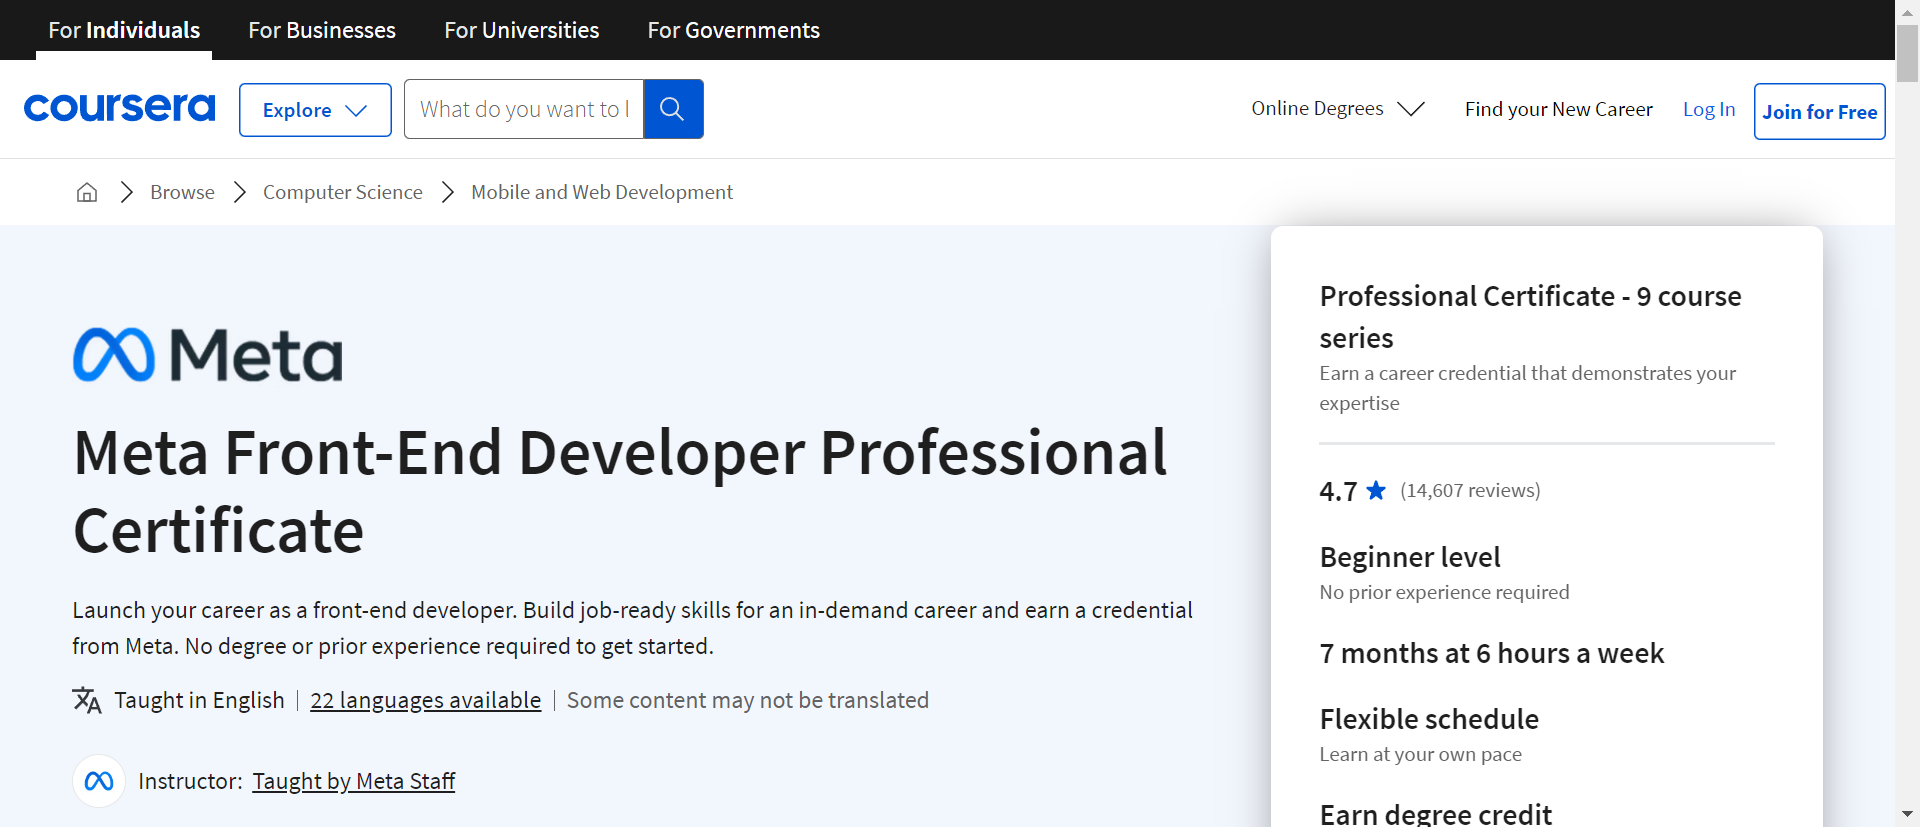 For Individuals For Businesses For Universities For Governments
coursera Explore What do you want to l Online Degrees Find your New Career Log In Join for Free
Browse Computer Science Mobile and Web Development
Meta
Meta Front-End Developer Professional
Certificate
Launch your career as a front-end developer. Build job-ready skills for an in-demand career and earn a credential
from Meta. No degree or prior experience required to get started.
Taught in English 22 languages available Some content may not be translated
Instructor: Taught by Meta Staff
Professional Certificate - 9 course
series
Earn a career credential that demonstrates your
expertise
4.7 (14,607 reviews)
Beginner level
No prior experience required
7 months at 6 hours a week
Flexible schedule
Learn at your own pace
Earn degree credit